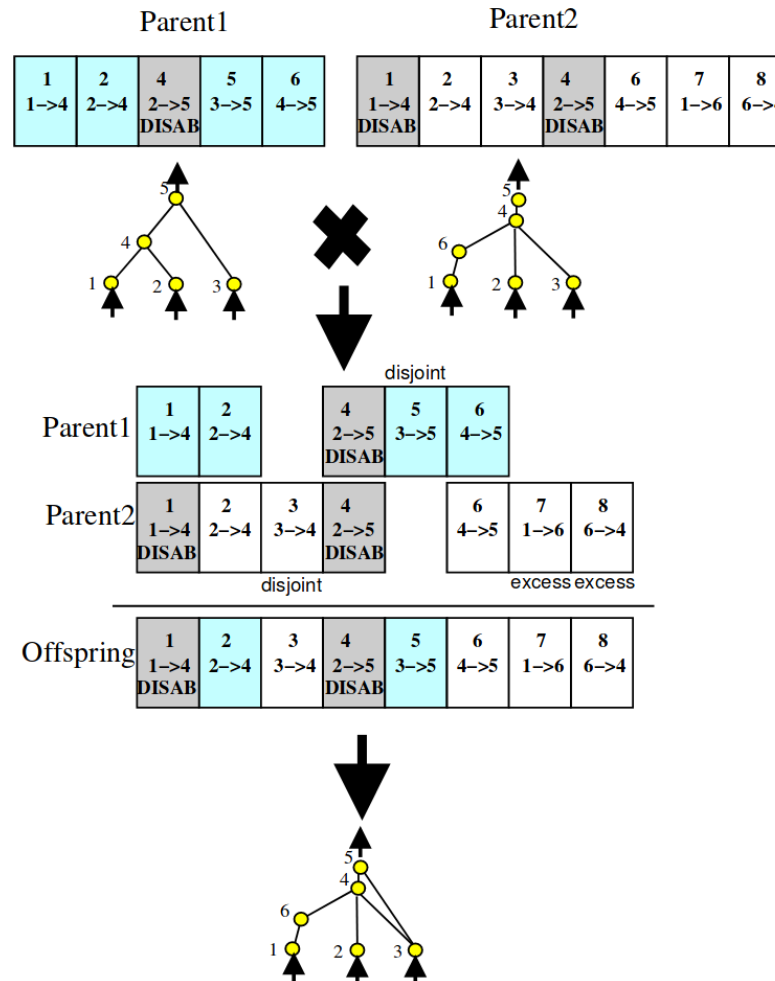 Parent1 Parent2
1 2 4 5 6 1 2 3 4 6 7 8
1->4 2->4 2->5 3->5 4->5 1->4 2->4 3->4 2->5 4->5 1->6 6->
DISAB DISAB DISAB
5
4
1 2 3
5
4
6
1 2 3
disjoint
Parent1
1 2 4 5 6
1->4 2->4 2->5 3->5 4->5
DISAB
Parent2
1 2 3 4 6 7 8
1->4 2->4 3->4 2->5 4->5 1->6 6->4
DISAB DISAB
disjoint excess excess
Offspring
1 2 3 4 5 6 7 8
1->4 2->4 3->4 2->5 3->5 4->5 1->6 6->4
DISAB DISAB
5
4
6
1 2 3